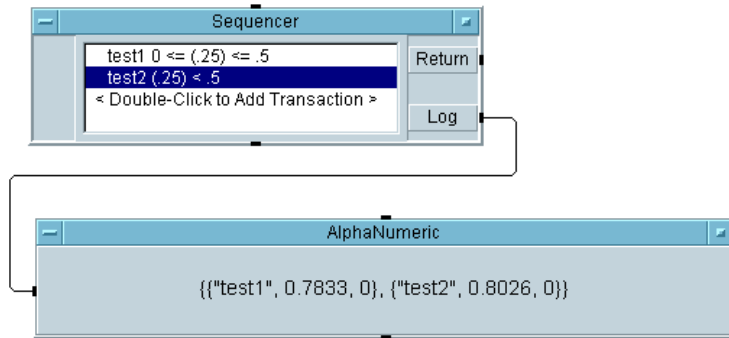 Sequencer
test1 0 <= (.25) <= .5
Return
test2 (.25) < .5
< Double-Click to Add Transaction >
Log
AlphaNumeric
{{"test1", 0.7833, 0}, {"test2", 0.8026, 0}}